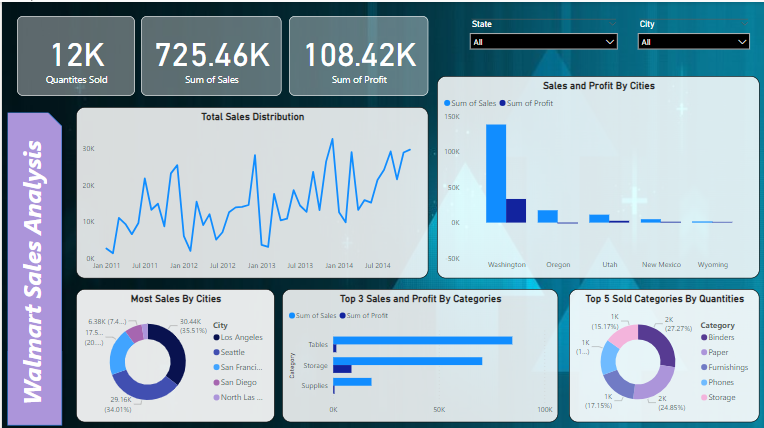 12K
Quantites Sold
725.46K
Sum of Sales
108.42K
Sum of Profit
State
All
City
All
Walmart Sales Analysis
Total Sales Distribution
30K
20K
10K
0K
Jan 2011 Jul 2011 Jan 2012 Jul 2012 Jan 2013 Jul 2013 Jan 2014 Jul 2014
Sales and Profit By Cities
Sum of Sales Sum of Profit
150K
100K
50K
0K
50K
Washington Oregon Utah New Mexico Wyoming
Most Sales By Cities
6.38K (7.4...)
17.5...
(20....)
29.16K
(34.01%)
30.44K
(35.51%)
City
Los Angeles
Seattle
San Franci...
San Diego
North Las ...
Top 3 Sales and Profit By Categories
Sum of Sales Sum of Profit
Category
Tables
Storage
Supplies
0K 50K 100K
Top 5 Sold Categories By Quantities
1K
(15.17%)
1K
(1...)
1K
(17.15%)
2K
(24.85%)
2K
(27.27%)
Category
Binders
Paper
Furnishings
Phones
Storage